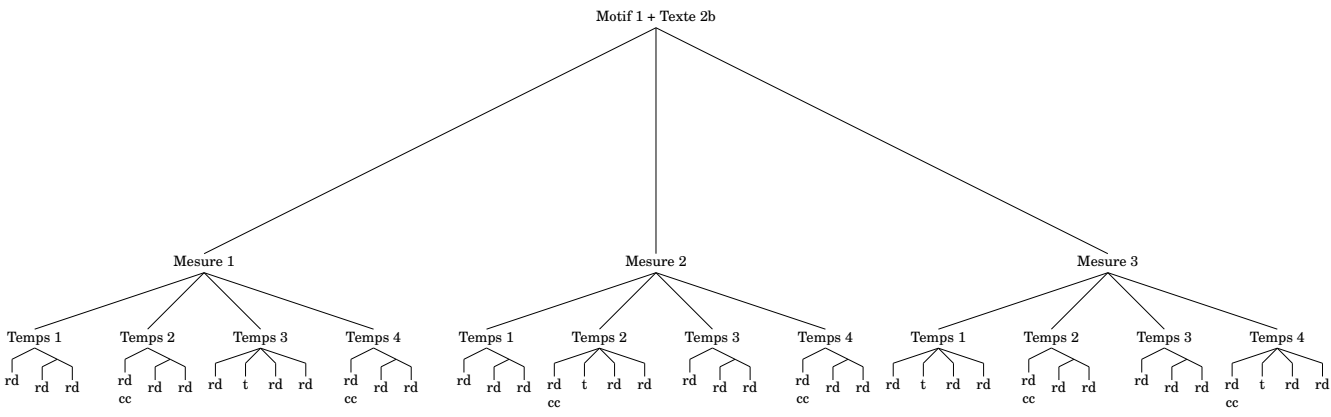 Motif 1 + Texte 2b
Mesure 1 Mesure 2 Mesure 3
Temps 1 Temps 2 Temps 3 Temps 4 Temps 1 Temps 2 Temps 3 Temps 4 Temps 1 Temps 2 Temps 3 Temps 4
rd rd rd rd rd rd rd t rd rd rd rd rd rd rd rd rd t rd rd rd rd rd rd rd rd rd t rd rd rd rd rd rd rd rd rd t rd rd
cc cc cc cc cc cc